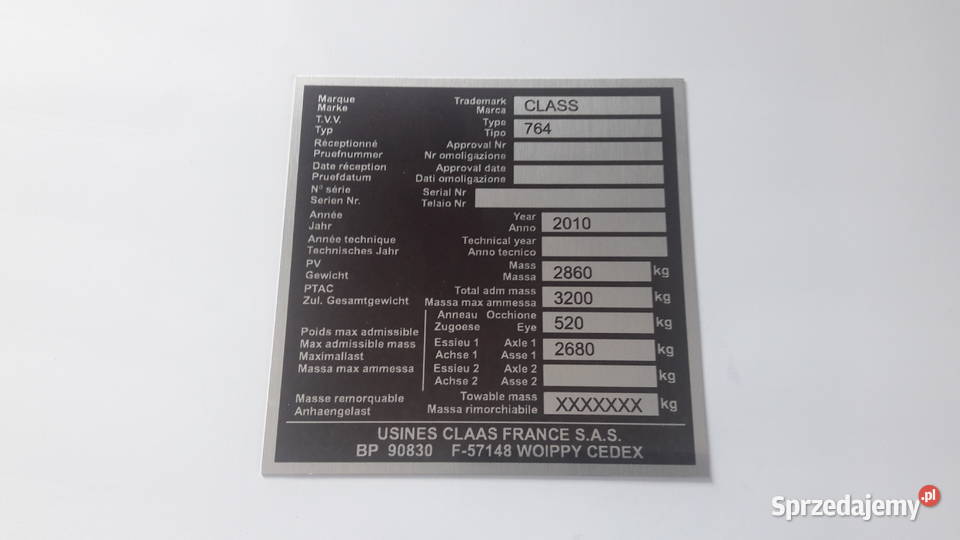 Marque Trademark CLASS
Marke Marca
T.V.V. Type 764
Typ Tipo
Réceptionné Approval Nr
Pruefnummer Nr omoligazione
Date réception Approval date
Pruefdatum Dati omoligazione
N° série Serial Nr
Serien Nr. Telaio Nr
Année Year 2010
Jahr Anno
Année technique Technical year
Technisches Jahr Anno tecnico
PV Mass 2860 kg
Gewicht Massa
PTAC Total adm mass 3200 kg
Zul. Gesamtgewicht Massa max ammessa
Anneau Occhione 520 kg
Zugoese Eye
Poids max admissible
Max admissible mass
Maximallast
Massa max ammessa
Essieu 1 Axle 1 2680 kg
Achse 1 Asse 1
Essieu 2 Axle 2 kg
Achse 2 Asse 2
Masse remorquable Towable mass XXXXXXX kg
Anhaengelast Massa rimorchiabile
USINES CLAAS FRANCE S.A.S.
BP 90830 F-57148 WOIPPY CEDEX
Sprzedajemy .pl